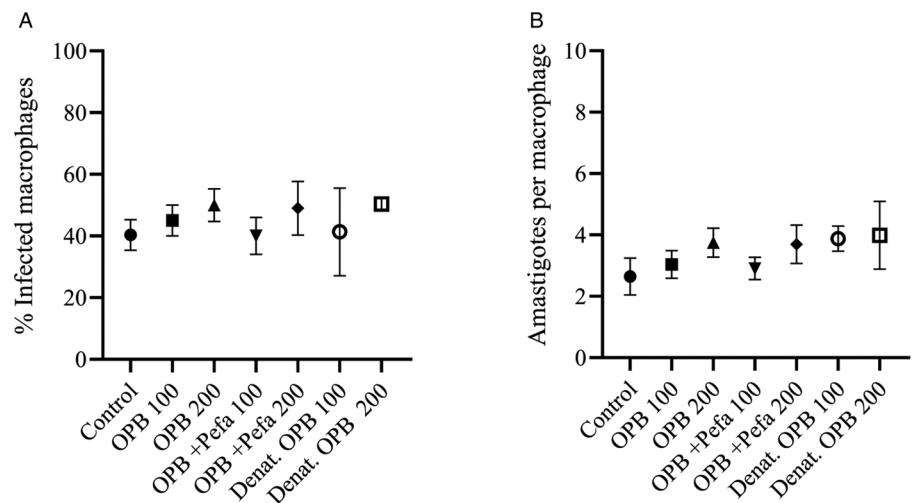 A
% Infected macrophages
100
80
60
40
20
0
Control
OPB 100
OPB 200
OPB +Pefa 100
OPB +Pefa 200
Denat. OPB 100
Denat. OPB 200
B
Amastigotes per macrophage
10
8
6
4
2
0
Control
OPB 100
OPB 200
OPB +Pefa 100
OPB +Pefa 200
Denat. OPB 100
Denat. OPB 200